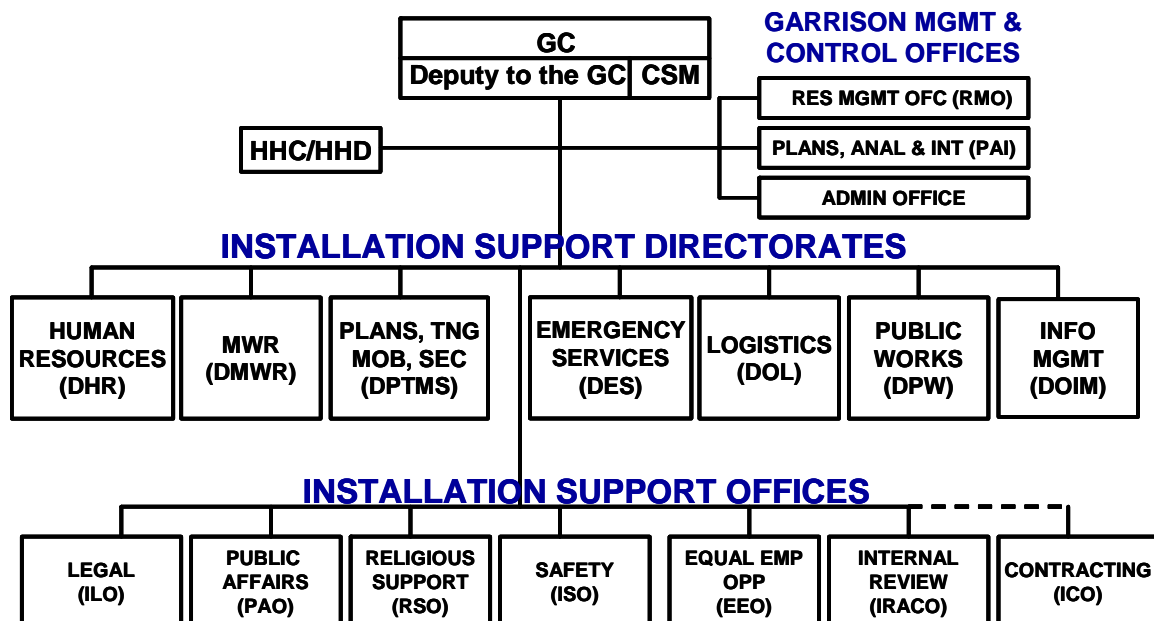 GC
Deputy to the GC CSM
GARRISON MGMT &
CONTROL OFFICES
RES MGMT OFC (RMO)
HHC/HHD
PLANS, ANAL & INT (PAI)
ADMIN OFFICE
INSTALLATION SUPPORT DIRECTORATES
HUMAN
RESOURCES
(DHR)
MWR
(DMWR)
PLANS, TNG
MOB, SEC
(DPTMS)
EMERGENCY
SERVICES
(DES)
LOGISTICS
(DOL)
PUBLIC
WORKS
(DPW)
INFO
MGMT
(DOIM)
INSTALLATION SUPPORT OFFICES
LEGAL
(ILO)
PUBLIC
AFFAIRS
(PAO)
RELIGIOUS
SUPPORT
(RSO)
SAFETY
(ISO)
EQUAL EMP
OPP
(EEO)
INTERNAL
REVIEW
(IRACO)
CONTRACTING
(ICO)